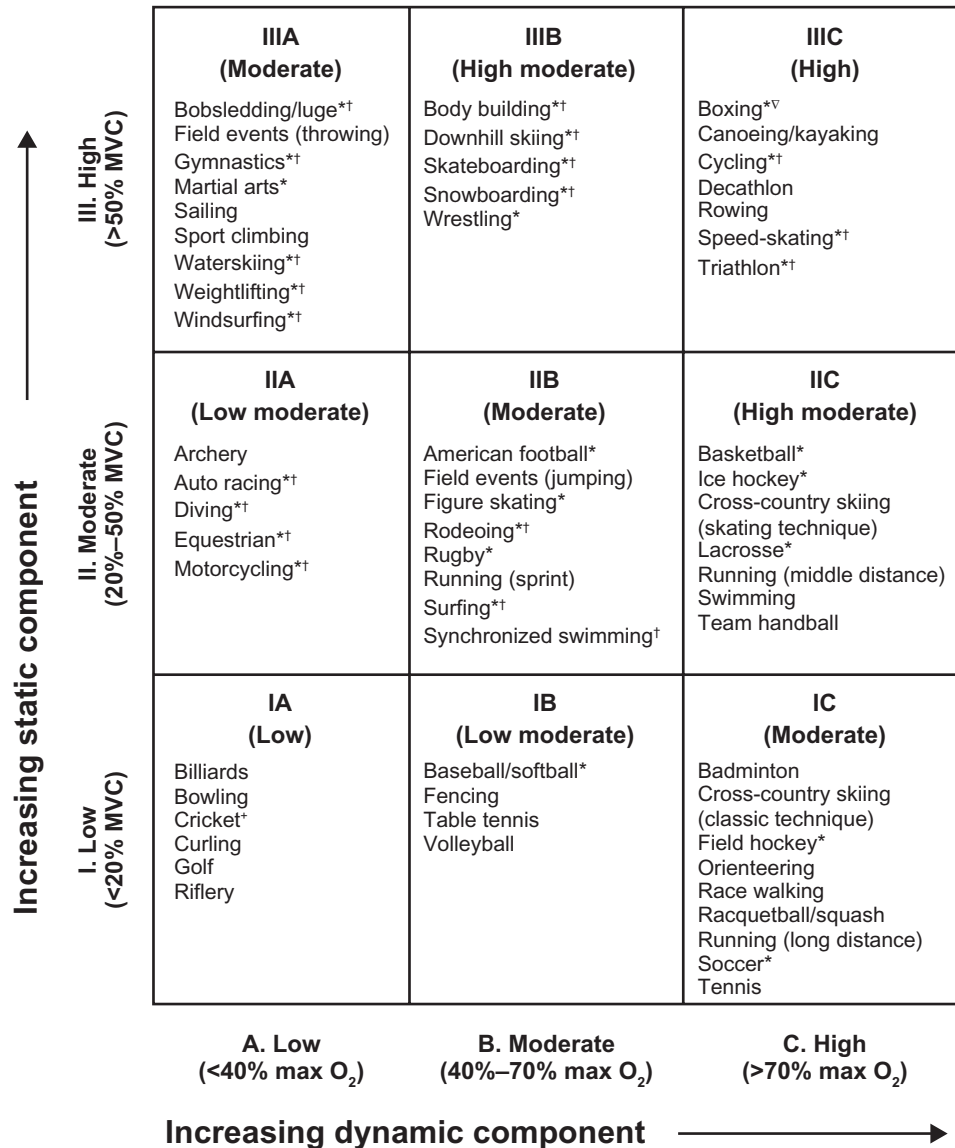 IIIA
(Moderate)
Bobsledding/luge*†
Field events (throwing)
Gymnastics*†
Martial arts*
Sailing
Sport climbing
Waterskiing*†
Weightlifting*†
Windsurfing*†
IIIB
(High moderate)
Body building*†
Downhill skiing*†
Skateboarding*†
Snowboarding*†
Wrestling*
IIIC
(High)
Boxing*∇
Canoeing/kayaking
Cycling*†
Decathlon
Rowing
Speed-skating*†
Triathlon*†
III. High
(>50% MVC)
IIA
(Low moderate)
Archery
Auto racing*†
Diving*†
Equestrian*†
Motorcycling*†
IIB
(Moderate)
American football*
Field events (jumping)
Figure skating*
Rodeoing*†
Rugby*
Running (sprint)
Surfing*†
Synchronized swimming†
IIC
(High moderate)
Basketball*
Ice hockey*
Cross-country skiing
(skating technique)
Lacrosse*
Running (middle distance)
Swimming
Team handball
II. Moderate
(20%–50% MVC)
IA
(Low)
Billiards
Bowling
Cricket+
Curling
Golf
Riflery
IB
(Low moderate)
Baseball/softball*
Fencing
Table tennis
Volleyball
IC
(Moderate)
Badminton
Cross-country skiing
(classic technique)
Field hockey*
Orienteering
Race walking
Racquetball/squash
Running (long distance)
Soccer*
Tennis
I. Low
(<20% MVC)
Increasing static component
A. Low
(<40% max O₂)
B. Moderate
(40%–70% max O₂)
C. High
(>70% max O₂)
Increasing dynamic component